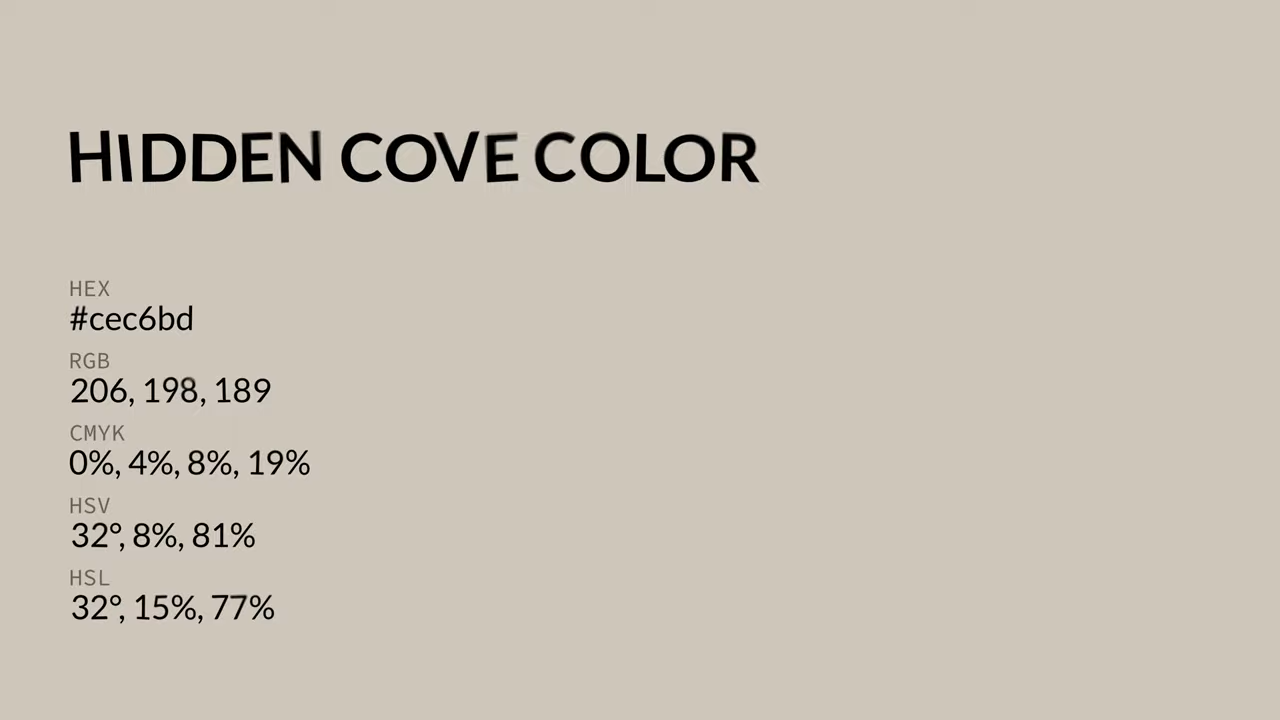 HIDDEN COVE COLOR
HEX
#cec6bd
RGB
206, 198, 189
CMYK
0%, 4%, 8%, 19%
HSV
32°, 8%, 81%
HSL
32°, 15%, 77%